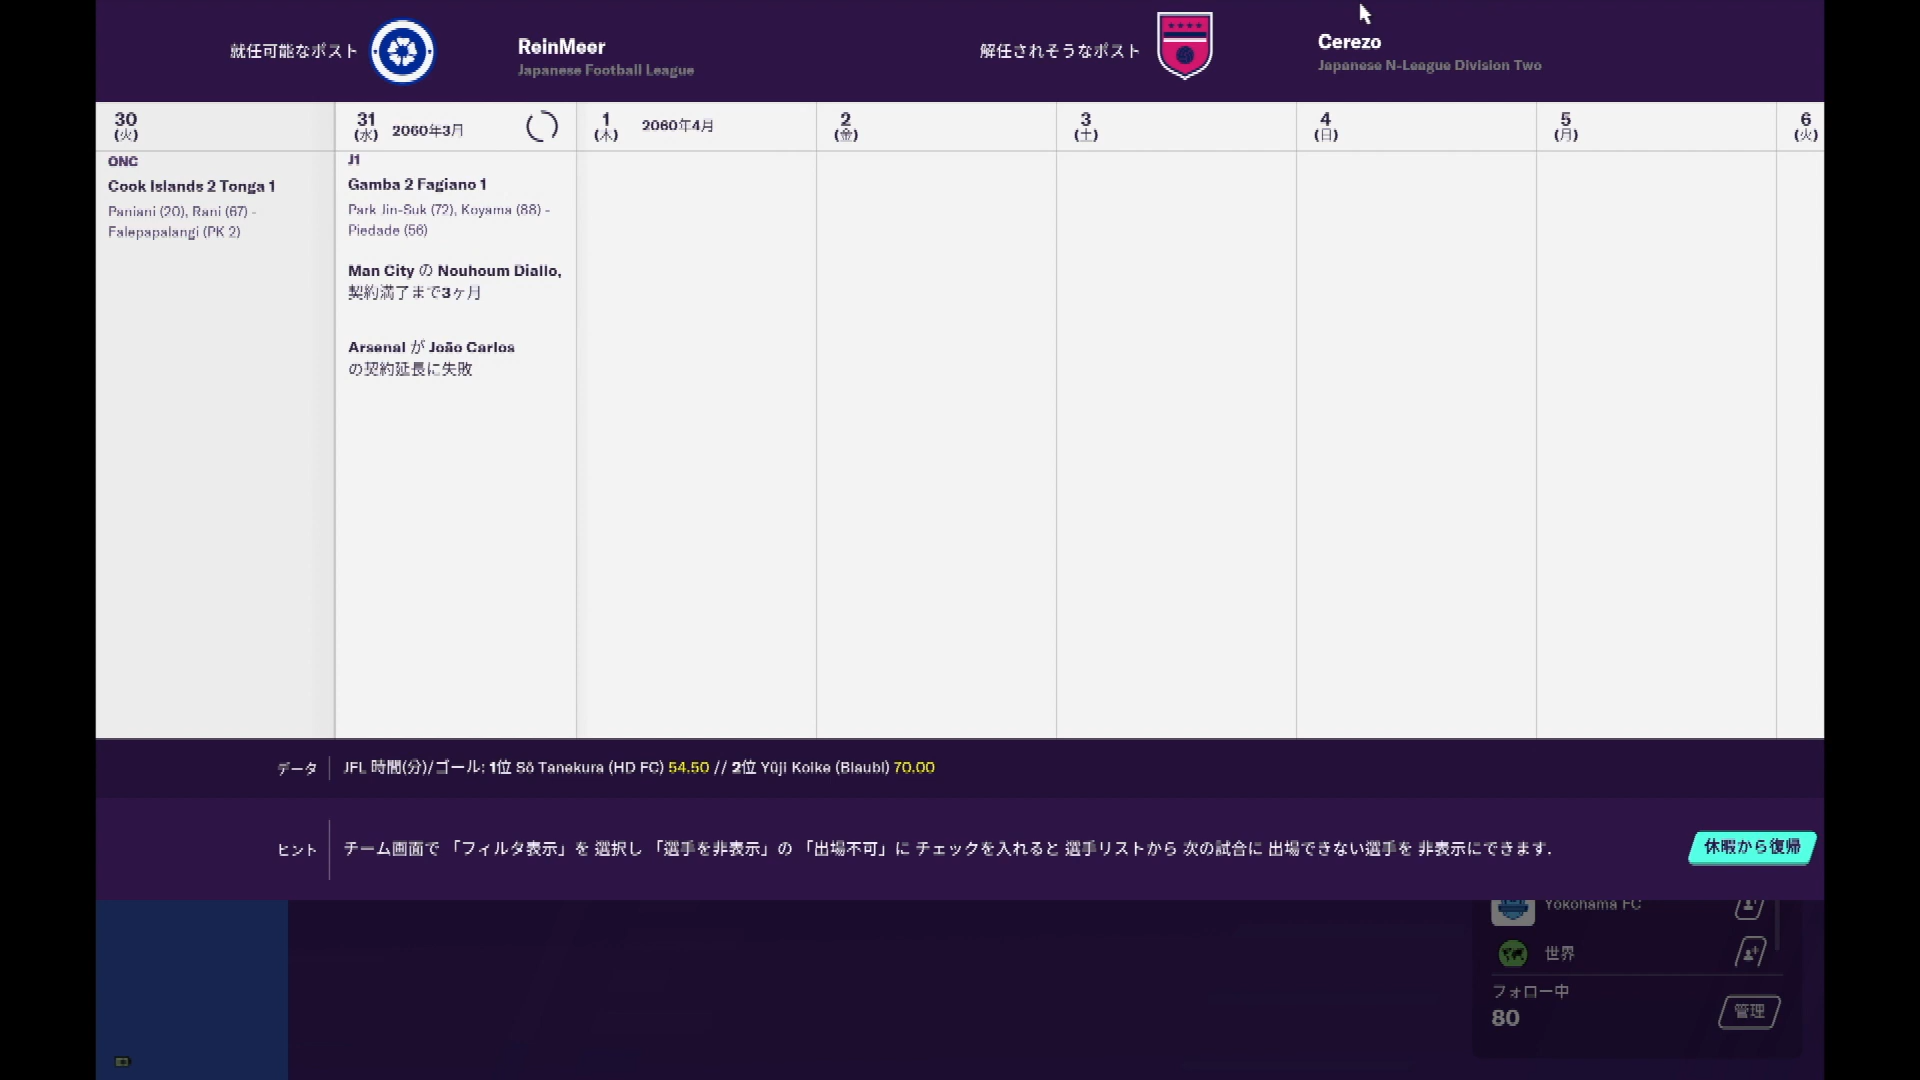 就任可能なポスト
ReinMeer
Japanese Football League
解任されそうなポスト
Cerezo
Japanese N-League Division Two
30
(火)
31
(水) 2060年3月
1
(木) 2060年4月
2
(金)
3
(土)
4
(日)
5
(月)
6
(火)
ONC
Cook Islands 2 Tonga 1
Paniani (20), Rani (67) -
Falepapalangi (PK 2)
J1
Gamba 2 Fagiano 1
Park Jin-Suk (72), Koyama (88) -
Piedade (56)
Man City の Nouhoum Diallo,
契約満了まで3ヶ月
Arsenal が João Carlos
の契約延長に失敗
データ
JFL 時間(分)/ゴール: 1位 Sō Tanekura (HD FC) 54.50 // 2位 Yūji Koike (Blaubl) 70.00
ヒント
チーム画面で 「フィルタ表示」を 選択し 「選手を非表示」の 「出場不可」に チェックを入れると 選手リストから 次の試合に 出場できない選手を 非表示にできます.
休暇から復帰
Yokohama FC
世界
フォロー中
80
管理